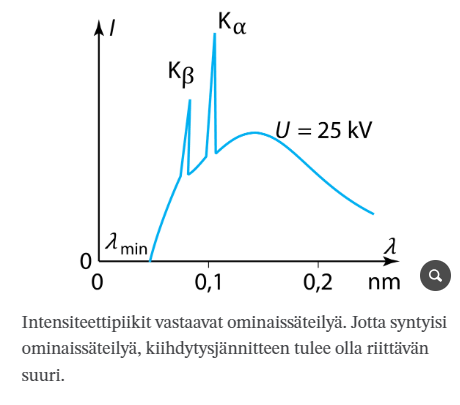 I
Kα
Kβ
U = 25 kV
λmin
λ
0
0 0,1 0,2 nm
Intensiteettipiikit vastaavat ominaissäteilyä. Jotta syntyisi
ominaissäteilyä, kiihdytysjännitteen tulee olla riittävän
suuri.